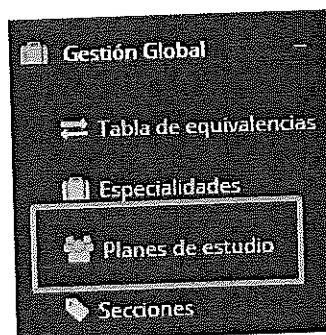 Gestión Global
Tabla de equivalencias
Especialidades
Planes de estudio
Secciones